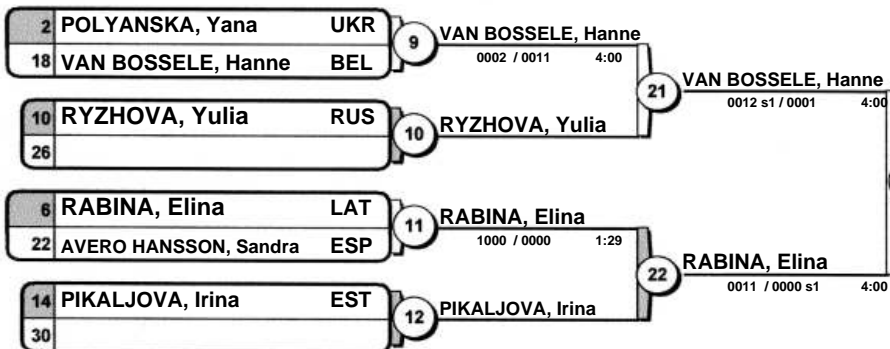 2 POLYANSKA, Yana UKR
18 VAN BOSSELE, Hanne BEL
9
VAN BOSSELE, Hanne
0002 / 0011 4:00
10 RYZHOVA, Yulia RUS
26
10
RYZHOVA, Yulia
21
VAN BOSSELE, Hanne
0012 s1 / 0001 4:00
6 RABINA, Elina LAT
22 AVERO HANSSON, Sandra ESP
11
RABINA, Elina
1000 / 0000 1:29
14 PIKALJOVA, Irina EST
30
12
PIKALJOVA, Irina
22
RABINA, Elina
0011 / 0000 s1 4:00